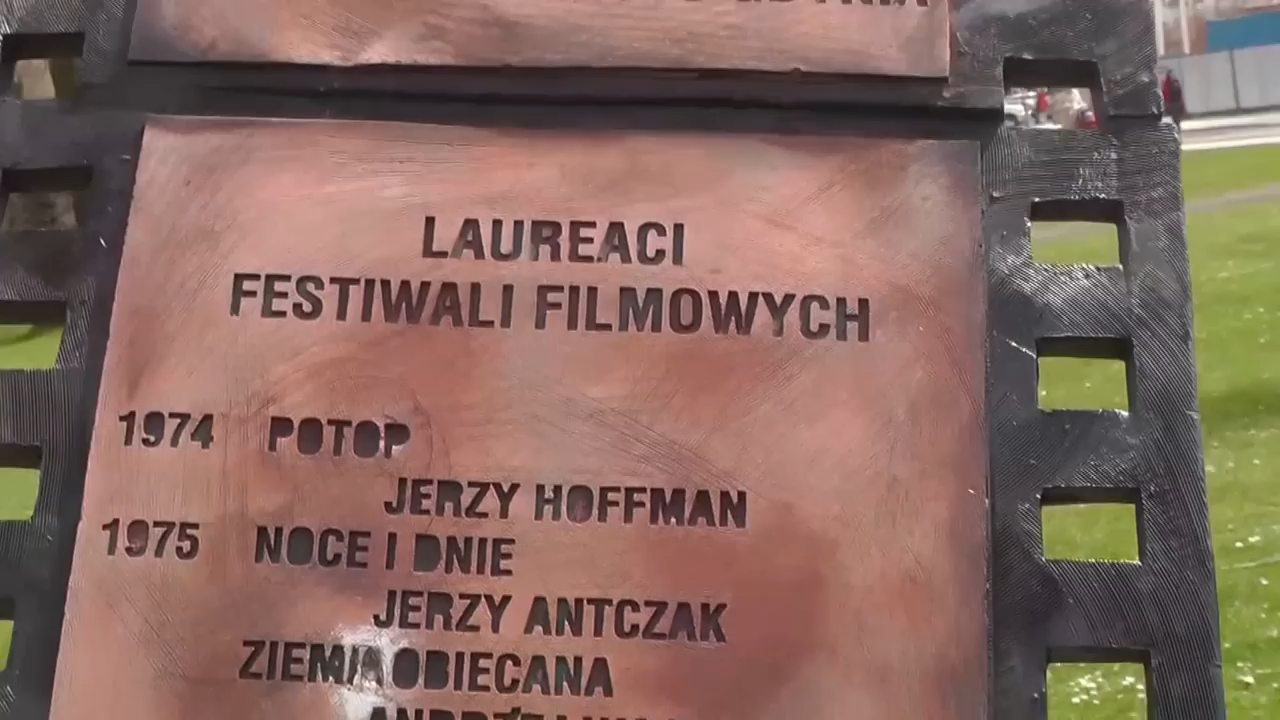 LAUREACI
FESTIWALI FILMOWYCH
1974 POTOP
JERZY HOFFMAN
1975 NOCE I DNIE
JERZY ANTCZAK
ZIEMIA OBIECANA